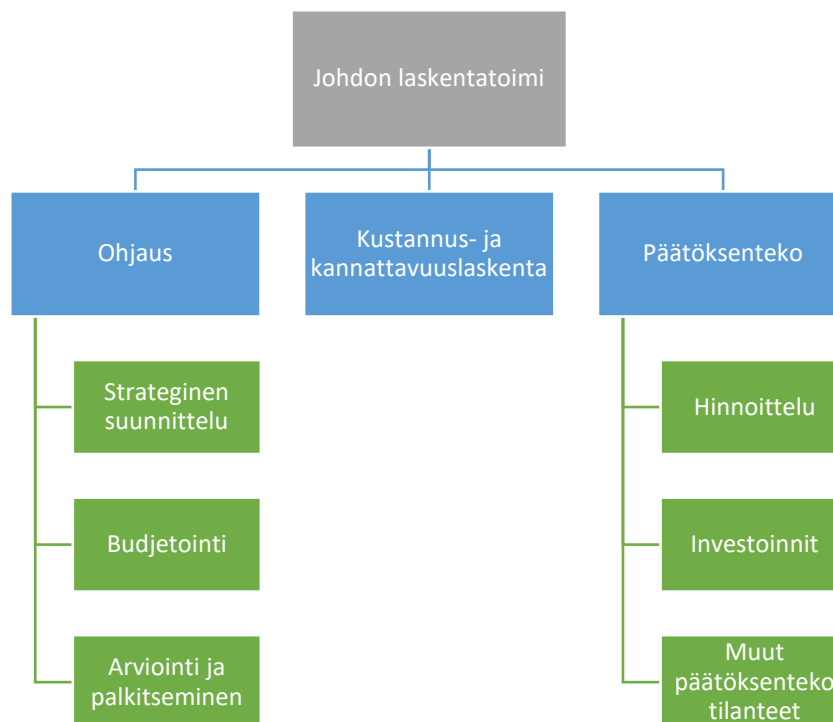 Johdon laskentatoimi
Ohjaus
Kustannus- ja
kannattavuuslaskenta
Päätöksenteko
Strateginen
suunnittelu
Budjetointi
Arviointi ja
palkitseminen
Hinnoittelu
Investoinnit
Muut
päätöksenteko
tilanteet